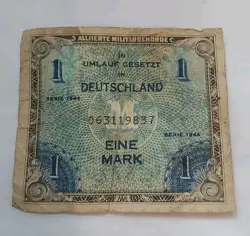 ALLIIERTE MILITÄRBEHÖRDE
IN
UMLAUF GESETZT
1 IN 1
DEUTSCHLAND
SERIE 1944
063119837
SERIE 1944
EINE
1 MARK 1